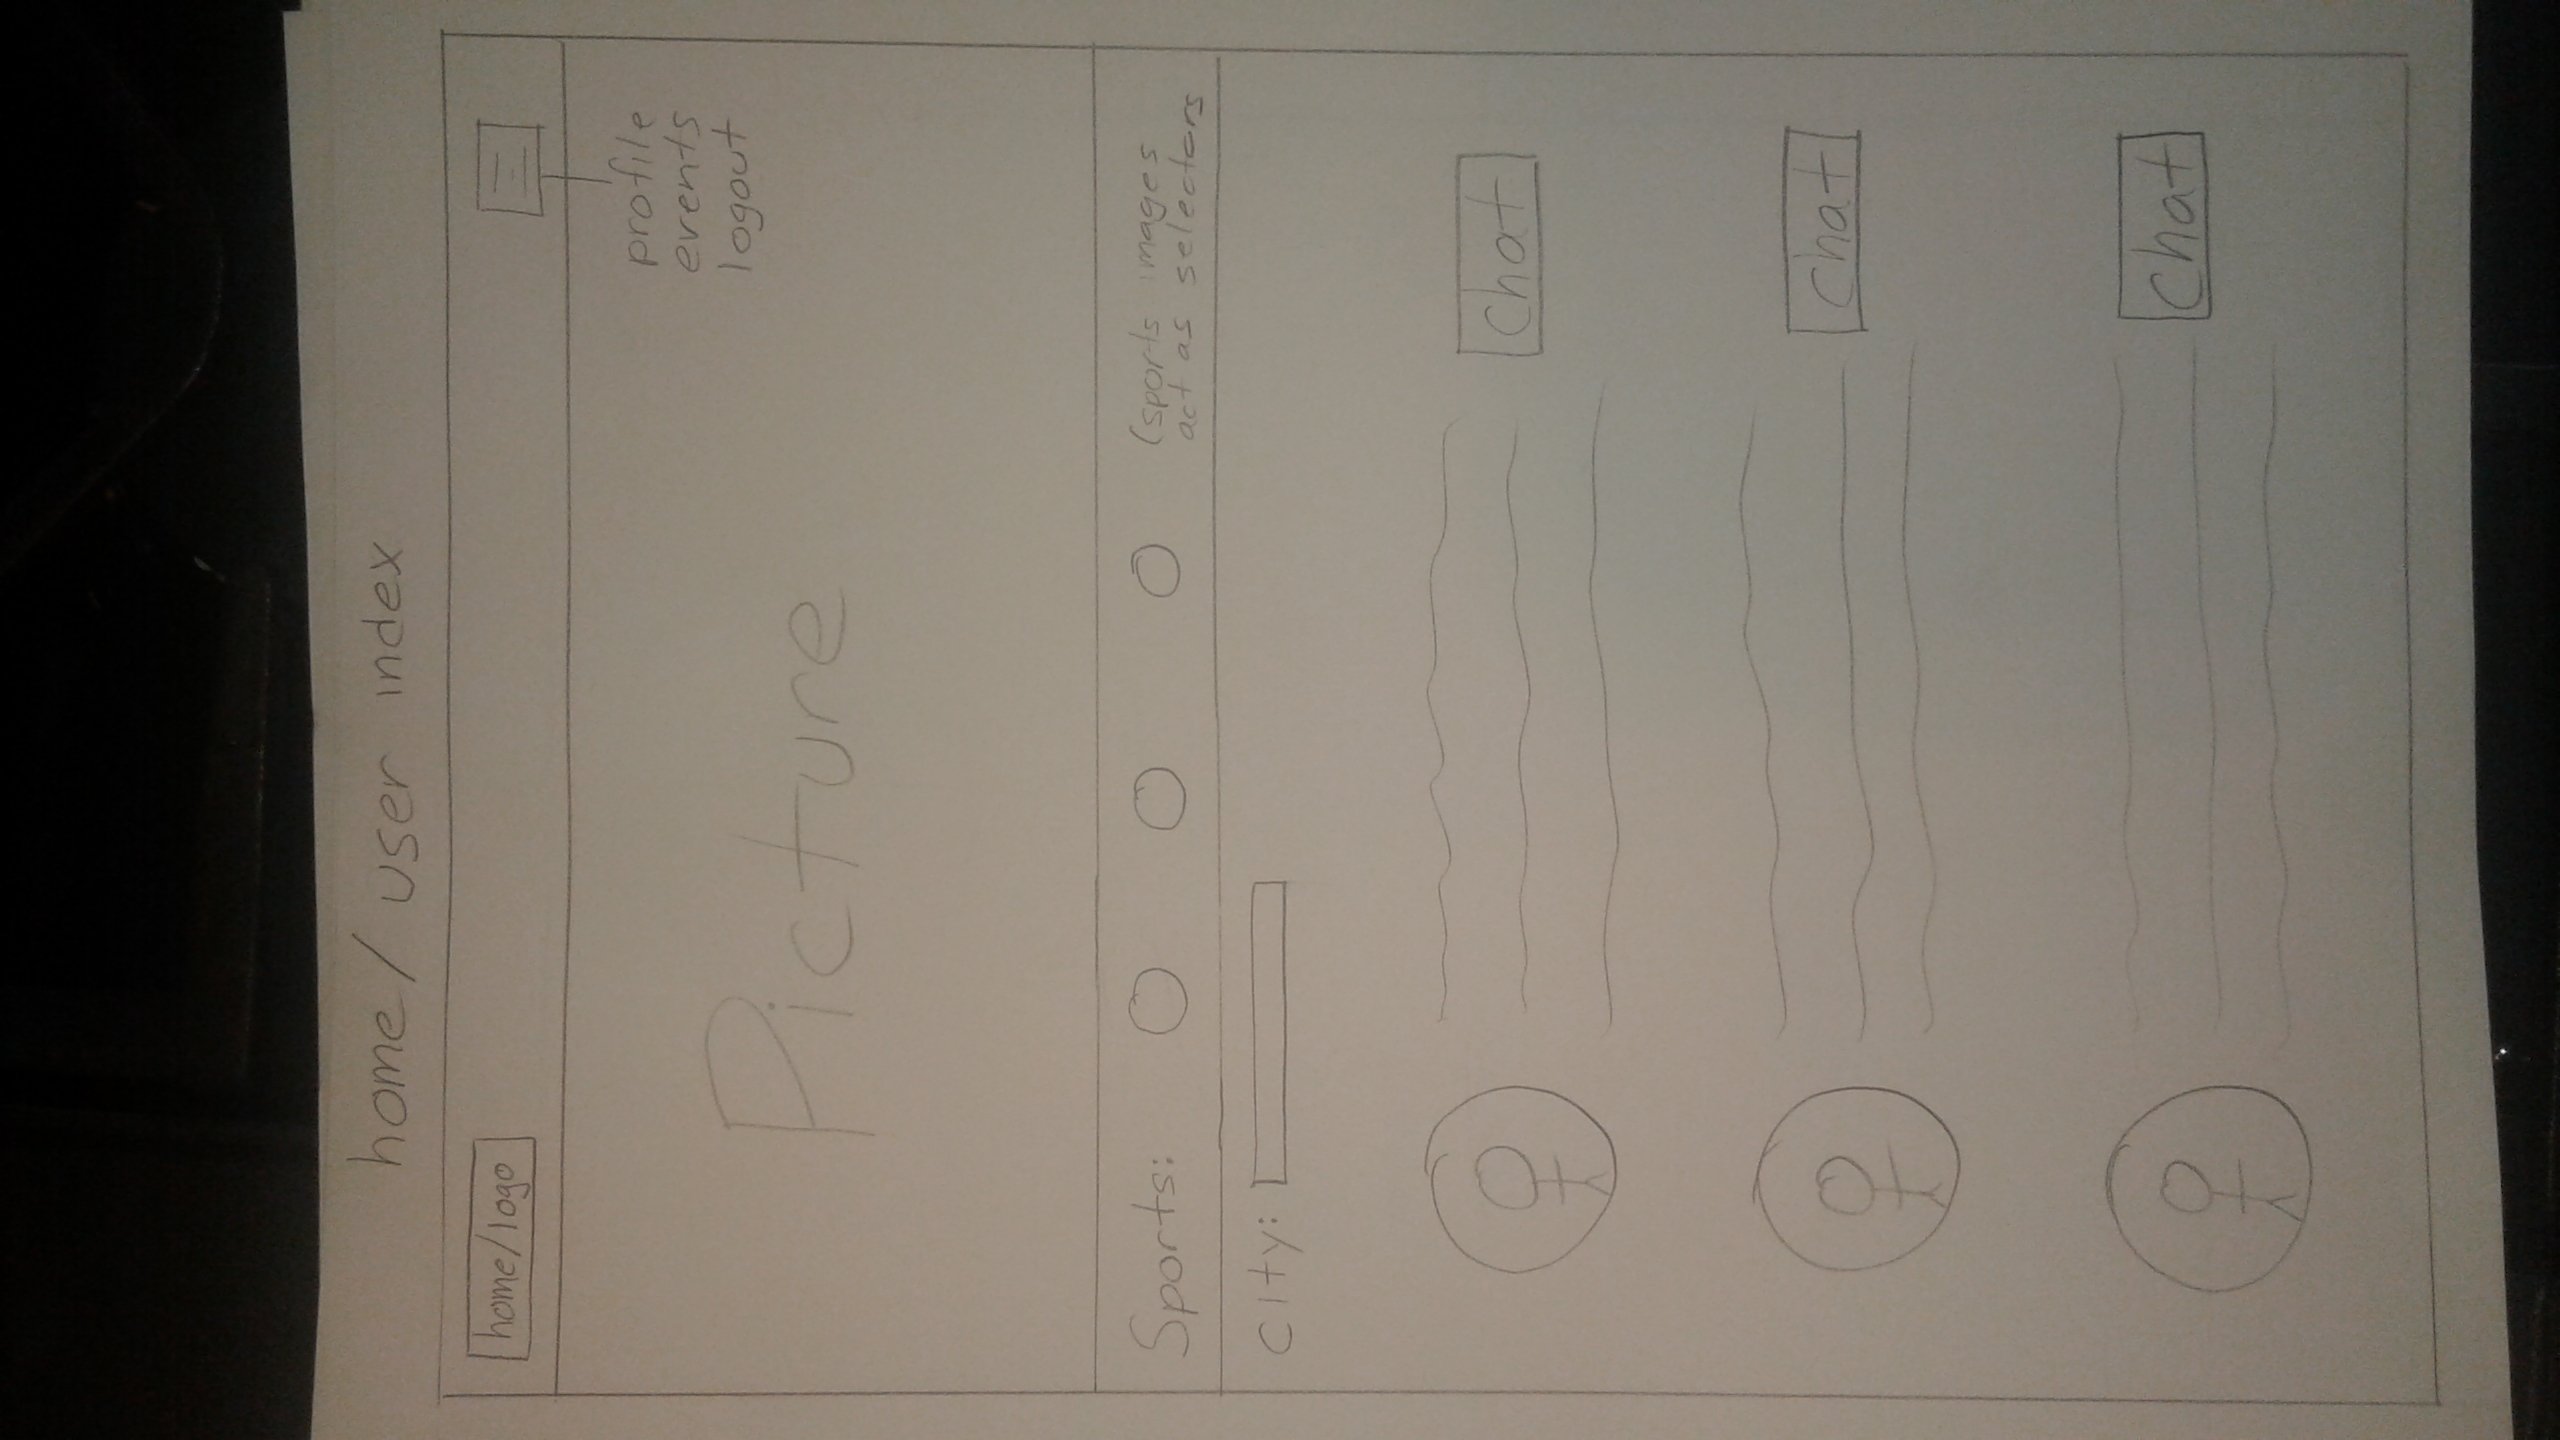 home / user index
home/logo
profile
events
logout
Picture
Sports:
(sports images
act as selectors
city:
chat
chat
chat